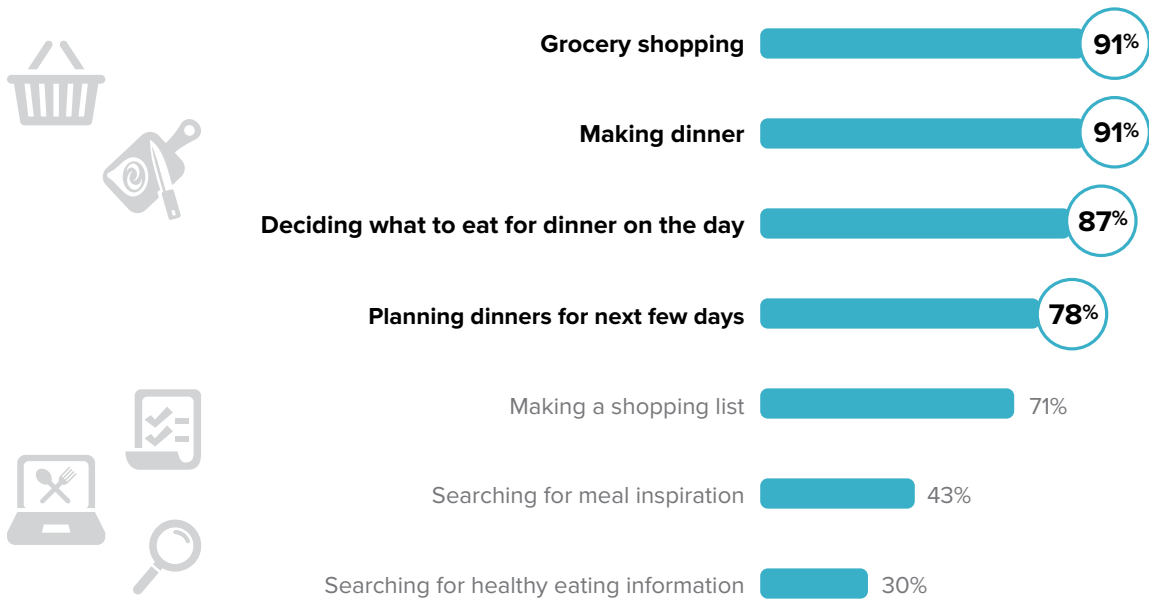 Grocery shopping 91%
Making dinner 91%
Deciding what to eat for dinner on the day 87%
Planning dinners for next few days 78%
Making a shopping list 71%
Searching for meal inspiration 43%
Searching for healthy eating information 30%